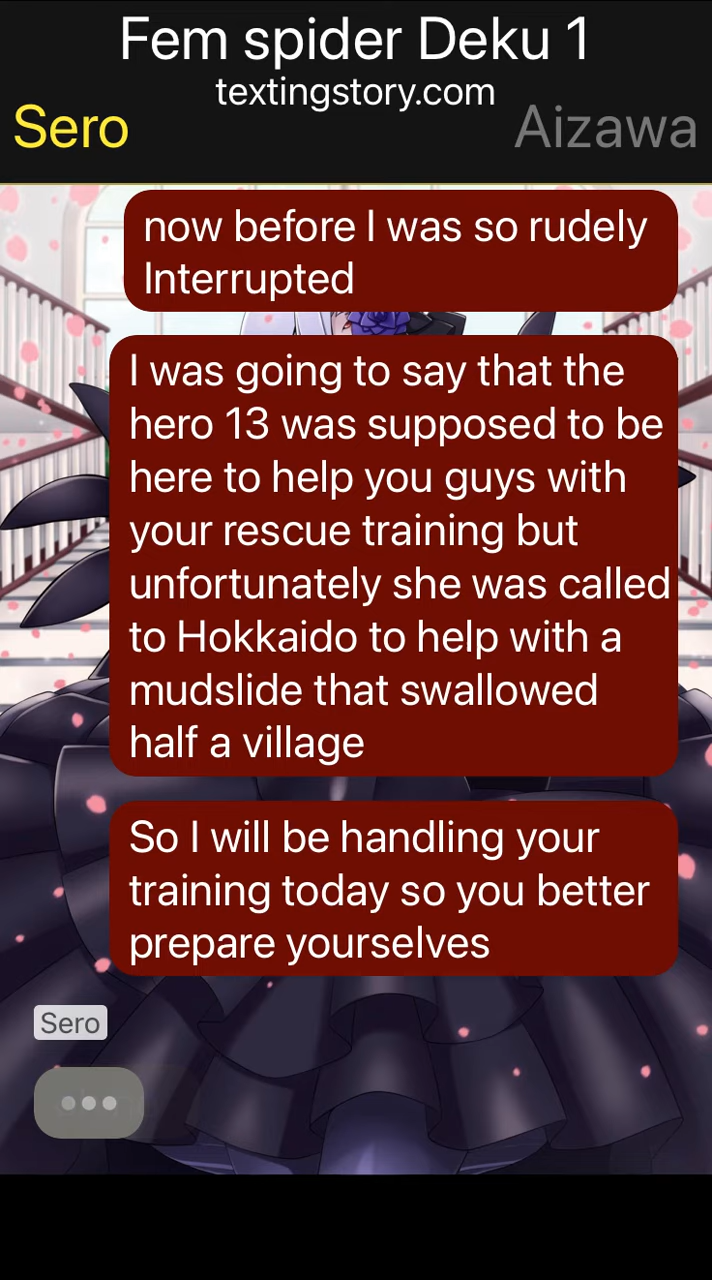 Fem spider Deku 1
textingstory.com
Sero
Aizawa
now before I was so rudely
Interrupted
I was going to say that the
hero 13 was supposed to be
here to help you guys with
your rescue training but
unfortunately she was called
to Hokkaido to help with a
mudslide that swallowed
half a village
So I will be handling your
training today so you better
prepare yourselves
Sero